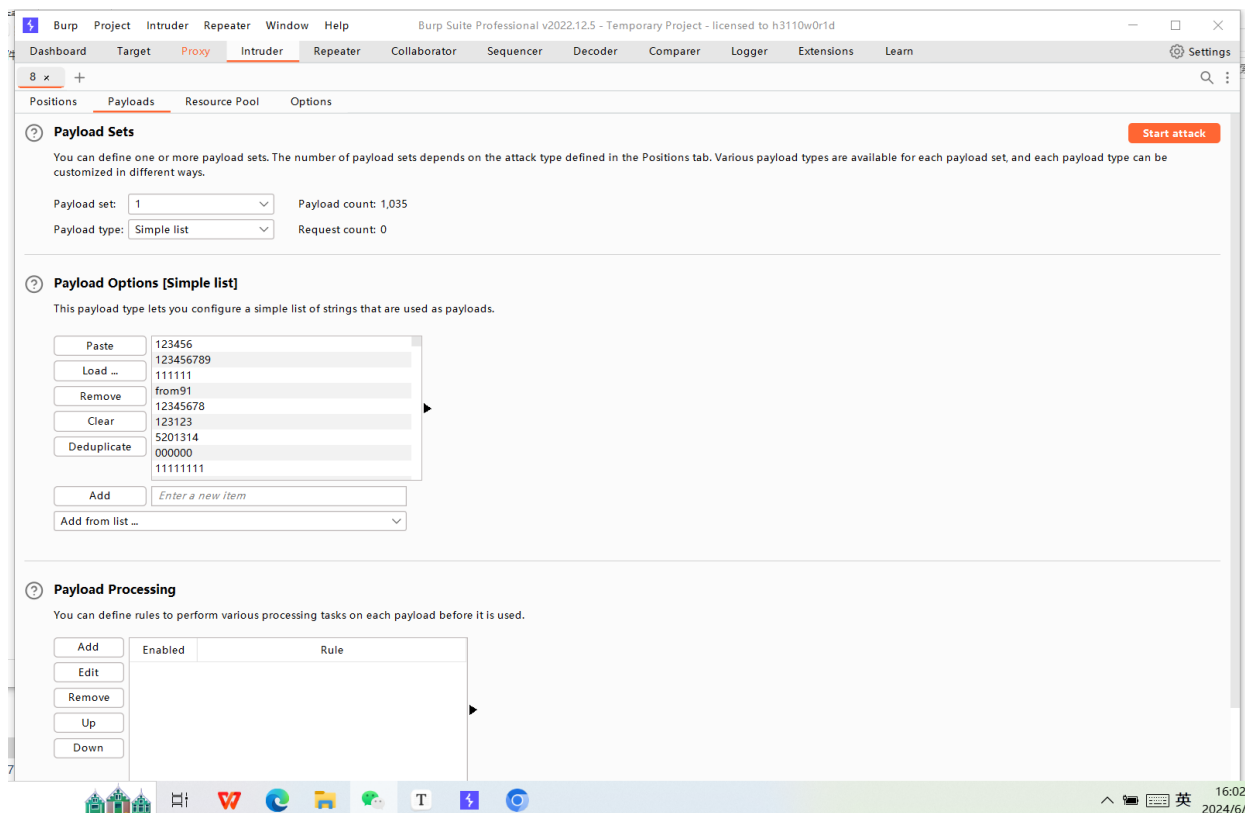 Burp Project Intruder Repeater Window Help Burp Suite Professional v2022.12.5 - Temporary Project - licensed to h3110w0r1d
Dashboard Target Proxy Intruder Repeater Collaborator Sequencer Decoder Comparer Logger Extensions Learn Settings
8 × +
Positions Payloads Resource Pool Options
? Payload Sets Start attack
You can define one or more payload sets. The number of payload sets depends on the attack type defined in the Positions tab. Various payload types are available for each payload set, and each payload type can be
customized in different ways.
Payload set: 1 Payload count: 1,035
Payload type: Simple list Request count: 0
? Payload Options [Simple list]
This payload type lets you configure a simple list of strings that are used as payloads.
Paste 123456
123456789
Load ... 111111
Remove from91
12345678
Clear 123123
5201314
Deduplicate 000000
11111111
Add Enter a new item
Add from list ...
? Payload Processing
You can define rules to perform various processing tasks on each payload before it is used.
Add Enabled Rule
Edit
Remove
Up
Down
T 英 16:02
2024/6/